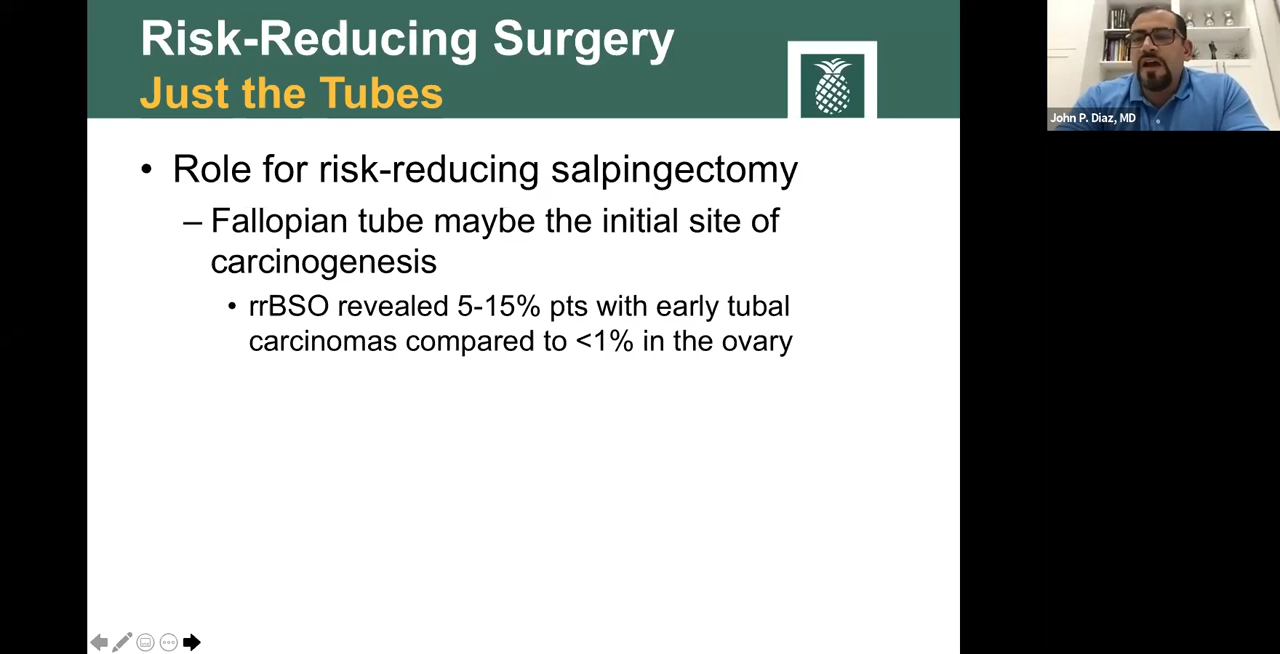 Risk-Reducing Surgery
Just the Tubes
John P. Diaz, MD
• Role for risk-reducing salpingectomy
– Fallopian tube maybe the initial site of
carcinogenesis
• rrBSO revealed 5-15% pts with early tubal
carcinomas compared to <1% in the ovary